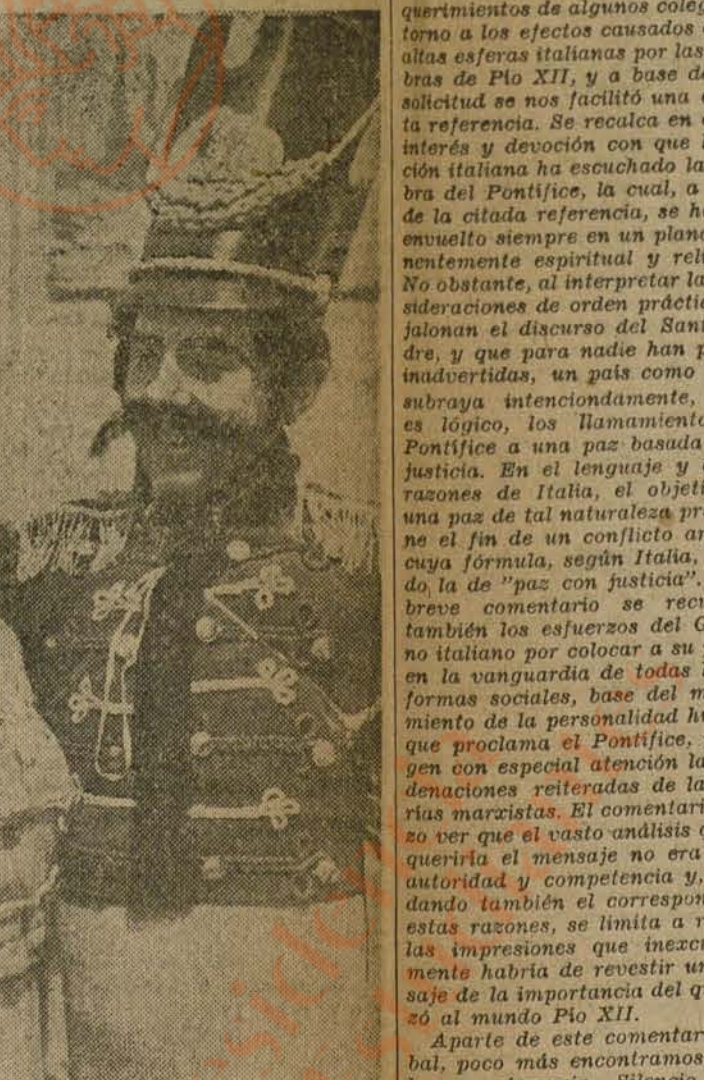 querimientos de algunos coleg
torno a los efectos causados
altas esferas italianas por las
bras de Pío XII, y a base de
solicitud se nos facilitó una
ta referencia. Se recalca en
interés y devoción con que
ción italiana ha escuchado la
bra del Pontífice, la cual, a
de la citada referencia, se h
envuelto siempre en un plano
nentemente espiritual y reli
No obstante, al interpretar la
sideraciones de orden práctic
jalonan el discurso del Sant
dre, y que para nadie han p
inadvertidas, un país como
subraya intenciondamente,
es lógico, los llamamiento
Pontífice a una paz basada
justicia. En el lenguaje y
razones de Italia, el objeti
una paz de tal naturaleza pr
ne el fin de un conflicto ar
cuya fórmula, según Italia,
do, la de "paz con justicia".
breve comentario se recu
también los esfuerzos del G
no italiano por colocar a su
en la vanguardia de todas
formas sociales, base del m
miento de la personalidad hu
que proclama el Pontífice,
gen con especial atención la
denaciones reiteradas de la
rías marxistas. El comentari
zo ver que el vasto análisis
queriría el mensaje no era
autoridad y competencia y,
dando también el correspon
estas razones, se limita a r
las impresiones que inexcu
mente habría de revestir un
saje de la importancia del q
zó al mundo Pío XII.
Aparte de este comentar
bal, poco más encontramos